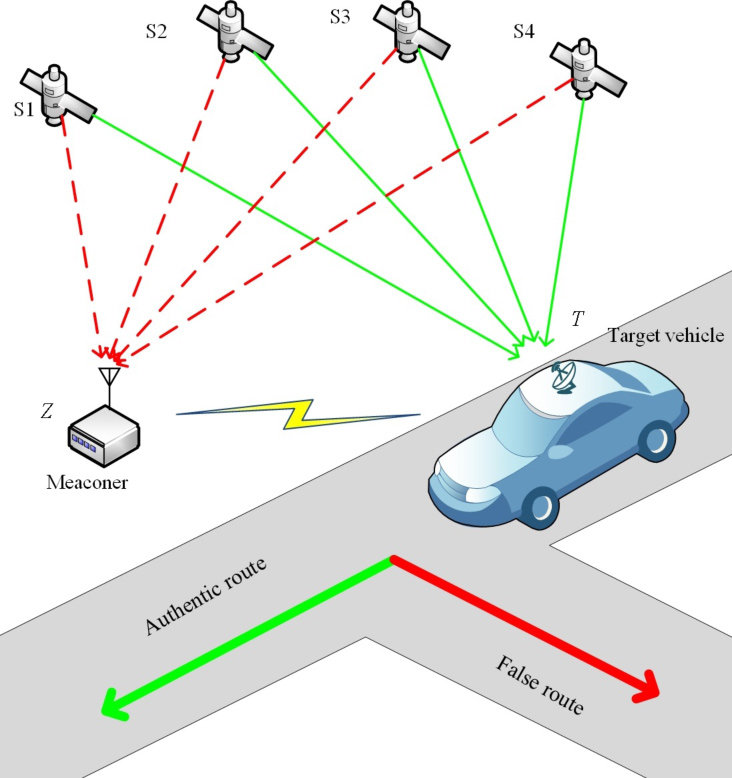 S1
S2
S3
S4
T
Target vehicle
Z
Meaconer
Authentic route
False route